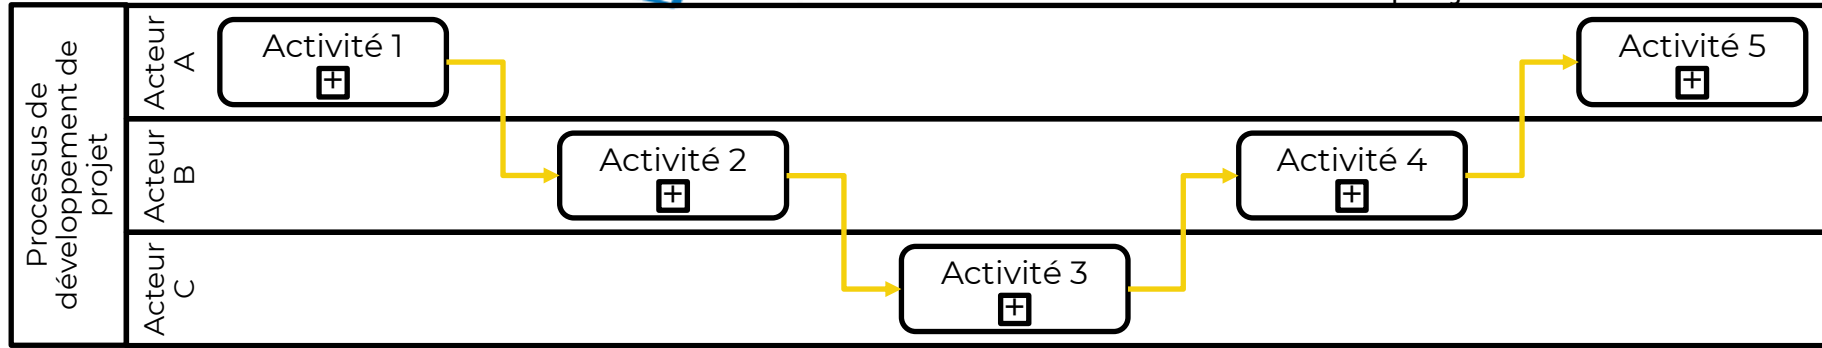 Processus de
développement de
projet
Acteur
A
Activité 1
Activité 5
Acteur
B
Activité 2
Activité 4
Acteur
C
Activité 3